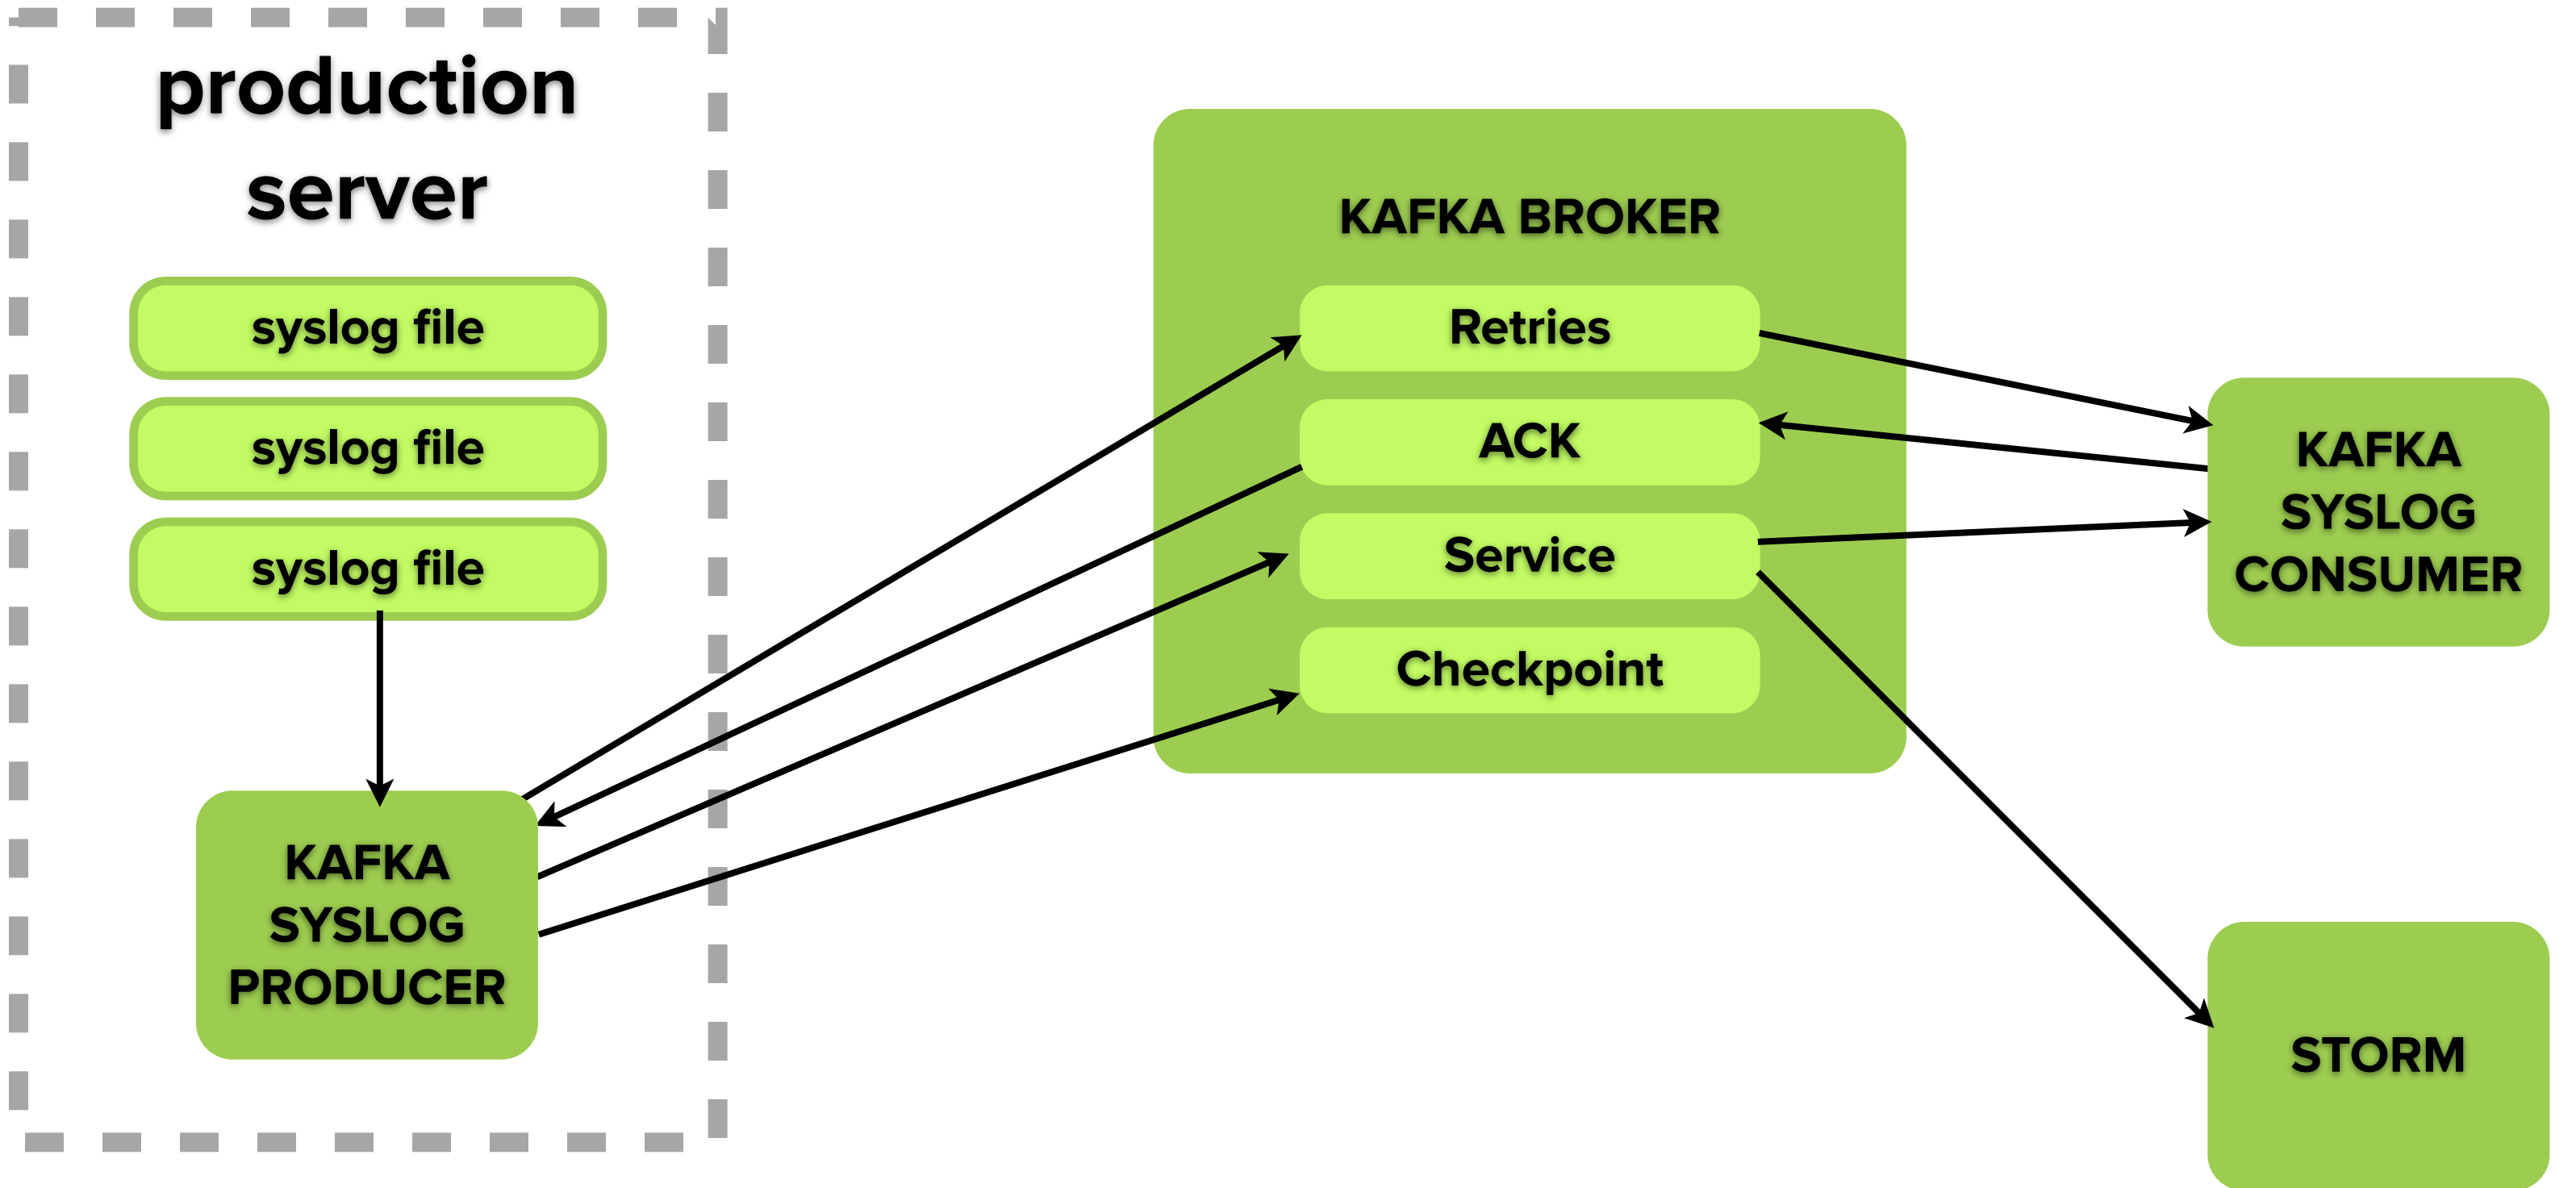 production
server
syslog file
syslog file
syslog file
KAFKA
SYSLOG
PRODUCER
KAFKA BROKER
Retries
ACK
Service
Checkpoint
KAFKA
SYSLOG
CONSUMER
STORM